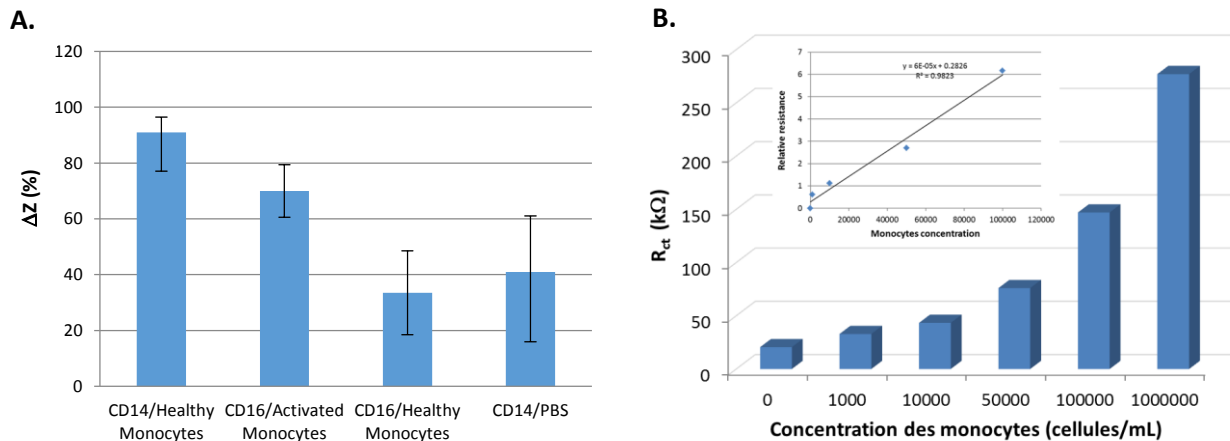 A.
120
100
80
60
40
20
0
ΔZ (%)
CD14/Healthy Monocytes
CD16/Activated Monocytes
CD16/Healthy Monocytes
CD14/PBS
B.
300
250
200
150
100
50
0
Rct (kΩ)
0
1000
10000
50000
100000
1000000
Concentration des monocytes (cellules/mL)
7
6
5
4
3
2
1
0
Relative resistance
y = 6E-05x + 0.2826
R² = 0.9823
0
20000
40000
60000
80000
100000
120000
Monocytes concentration